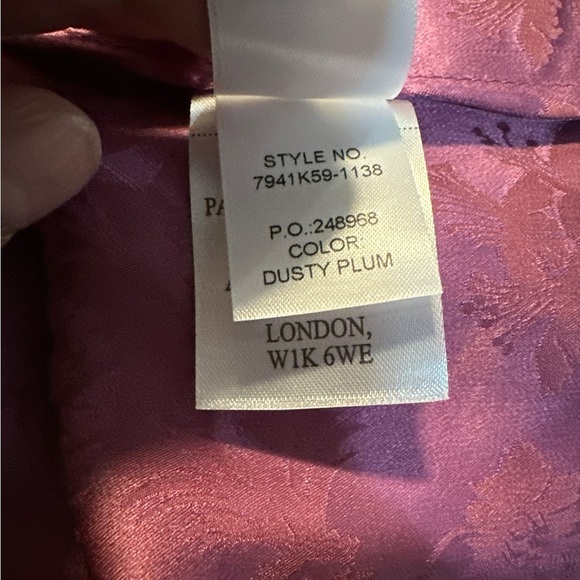 STYLE NO.
7941K59-1138
P.O.:248968
COLOR:
DUSTY PLUM
LONDON,
W1K 6WE